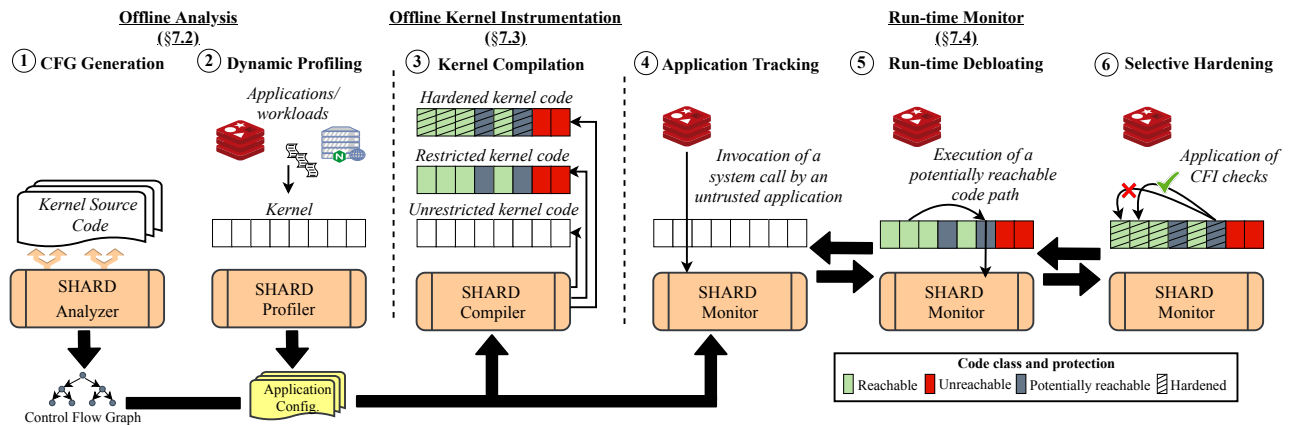 Offline Analysis
(§7.2)
Offline Kernel Instrumentation
(§7.3)
Run-time Monitor
(§7.4)
1 CFG Generation
2 Dynamic Profiling
3 Kernel Compilation
4 Application Tracking
5 Run-time Debloating
6 Selective Hardening
Kernel Source
Code
SHARD
Analyzer
Control Flow Graph
Applications/
workloads
Kernel
SHARD
Profiler
Application
Config.
Hardened kernel code
Restricted kernel code
Unrestricted kernel code
SHARD
Compiler
Invocation of a
system call by an
untrusted application
SHARD
Monitor
Execution of a
potentially reachable
code path
SHARD
Monitor
Application of
CFI checks
SHARD
Monitor
Code class and protection
Reachable
Unreachable
Potentially reachable
Hardened